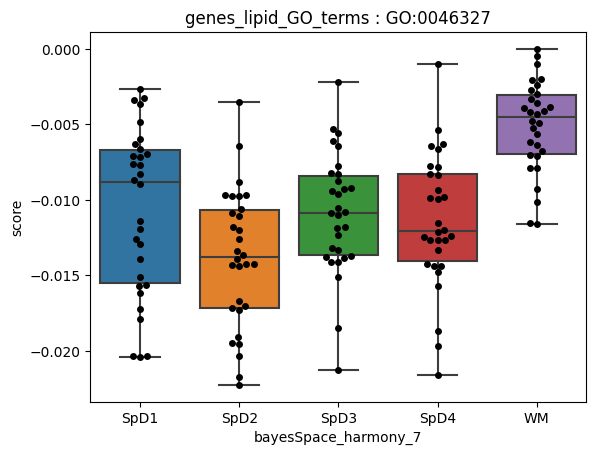 genes_lipid_GO_terms : GO:0046327
0.000
−0.005
−0.010
−0.015
−0.020
score
SpD1 SpD2 SpD3 SpD4 WM
bayesSpace_harmony_7